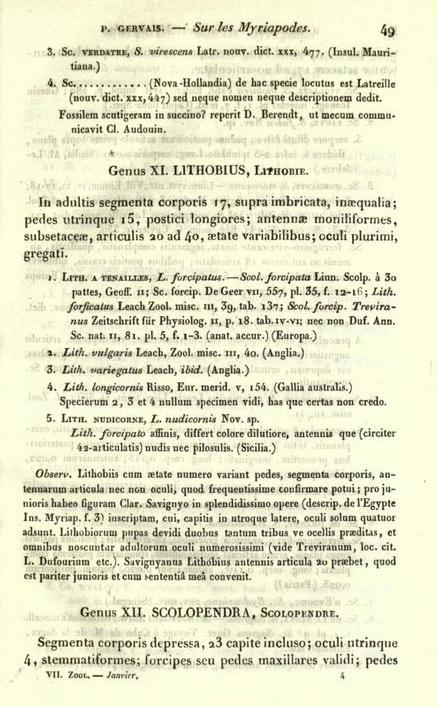 P. GERVAIS. — Sur les Myriapodes. 49
3. Sc. VERDATRE, S. virescens Latr. nouv. dict. xxx, 477. (Insul. Mauri-
tiana.)
4. Sc............ (Nova-Hollandia) de hac specie locutus est Latreille
(nouv. dict. xxx, 447) sed neque nomen neque descriptionem dedit.
Fossilem scutigeram in succino? reperit D. Berendt, ut mecum commu-
nicavit Cl. Audouin.
Genus XI. LITHOBIUS, LITHOBIE.
In adultis segmenta corporis 17, supra imbricata, inæqualia;
pedes utrinque 15, postici longiores; antennæ moniliformes,
subsetaceæ, articulis 20 ad 40, ætate variabilibus; oculi plurimi,
gregati.
1. LITH. A TENAILLES, L. forcipatus. — Scol. forcipata Linn. Scolp. à 30
pattes, Geoff. II; Sc. forcip. De Geer VII, 557, pl. 35, f. 12-16; Lith.
forficatus Leach Zool. misc. III, 39, tab. 137; Scol. forcip. Trevira-
nus Zeitschrift für Physiolog. II, p. 18. tab. IV-VI; nec non Duf. Ann.
Sc. nat. II, 81. pl. 5, f. 1-3. (anat. accur.) (Europa.)
2. Lith. vulgaris Leach, Zool. misc. III, 40. (Anglia.)
3. Lith. variegatus Leach, ibid. (Anglia.)
4. Lith. longicornis Risso, Eur. merid. v, 154. (Gallia australis.)
Specierum 2, 3 et 4 nullum specimen vidi, has que certas non credo.
5. LITH. NUDICORNE, L. nudicornis Nov. sp.
Lith. forcipato affinis, differt colore dilutiore, antennis que (circiter
42-articulatis) nudis nec pilosulis. (Sicilia.)
Observ. Lithobiis cum ætate numero variant pedes, segmenta corporis, an-
tennarum articula nec non oculi, quod frequentissime confirmare potui; pro ju-
nioris habeo figuram Clar. Savignyo in splendidissimo opere (descrip. de l'Egypte
Ins. Myriap. f. 3) inscriptam, cui, capitis in utroque latere, oculi solum quatuor
adsunt. Lithobiorum pupas devidi duobus tantum tribus ve ocellis præditas, et
omnibus noscuntur adultorum oculi numerosissimi (vide Treviranum, loc. cit.
L. Dufourium etc.). Savignyanus Lithobius antennis articula 20 præbet, quod
est pariter junioris et cum sententiâ meâ convenit.
Genus XII. SCOLOPENDRA, SCOLOPENDRE.
Segmenta corporis depressa, 23 capite incluso; oculi utrinque
4, stemmatiformes; forcipes seu pedes maxillares validi; pedes
VII. ZOOL. — Janvier. 4